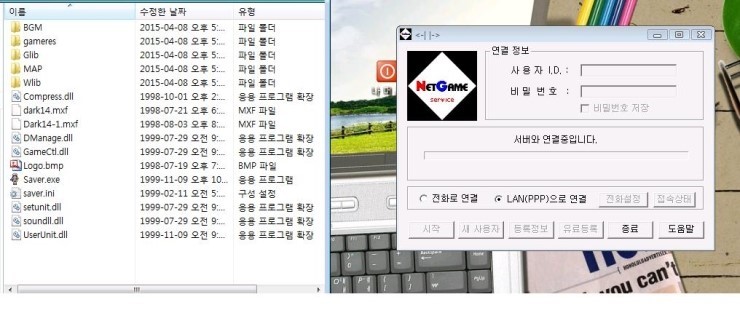 이름 수정한 날짜 유형
BGM 2015-04-08 오후 5:... 파일 폴더
gameres 2015-04-08 오후 5:... 파일 폴더
Glib 2015-04-08 오후 5:... 파일 폴더
MAP 2015-04-08 오후 5:... 파일 폴더
Wlib 2015-04-08 오후 5:... 파일 폴더
Compress.dll 1998-10-01 오후 2:... 응용 프로그램 확장
dark14.mxf 1998-07-21 오후 6:... MXF 파일
Dark14-1.mxf 1998-08-03 오후 8:... MXF 파일
DManage.dll 1999-07-29 오전 9:... 응용 프로그램 확장
GameCtl.dll 1999-07-29 오전 9:... 응용 프로그램 확장
Logo.bmp 1998-07-19 오후 7:... BMP 파일
Saver.exe 1999-11-09 오후 10... 응용 프로그램
saver.ini 1999-02-11 오전 5:... 구성 설정
setunit.dll 1999-07-29 오전 9:... 응용 프로그램 확장
soundll.dll 1999-07-29 오전 9:... 응용 프로그램 확장
UserUnit.dll 1999-11-09 오전 9:... 응용 프로그램 확장
<-| |->
NETGAME
service
연결 정보
사용자 I.D. :
비밀 번호 :
비밀번호 저장
서버와 연결중입니다.
전화로 연결 LAN(PPP)으로 연결 전화설정 접속상태
시작 새 사용자 등록정보 유료등록 종료 도움말
you can't